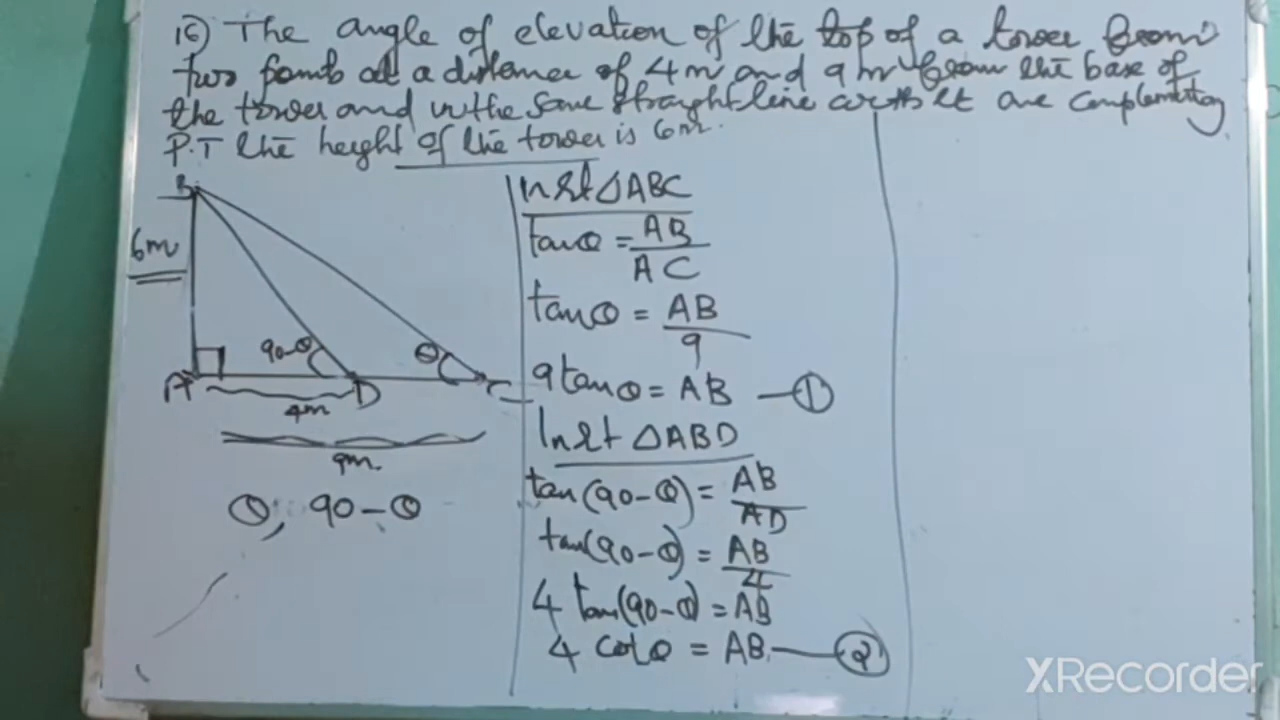 16) The angle of elevation of the top of a tower from
two points at a distance of 4m and 9m from the base of
the tower and in the same straight line with it are complementary
P.T the height of the tower is 6m.
B
6m
90-θ
θ
A
D
C
4m
9m
θ, 90-θ
In rt △ABC
tanθ = AB/AC
tanθ = AB/9
9tanθ = AB —①
In rt △ABD
tan(90-θ) = AB/AD
tan(90-θ) = AB/4
4 tan(90-θ) = AB
4 cotθ = AB —②
XRecorder